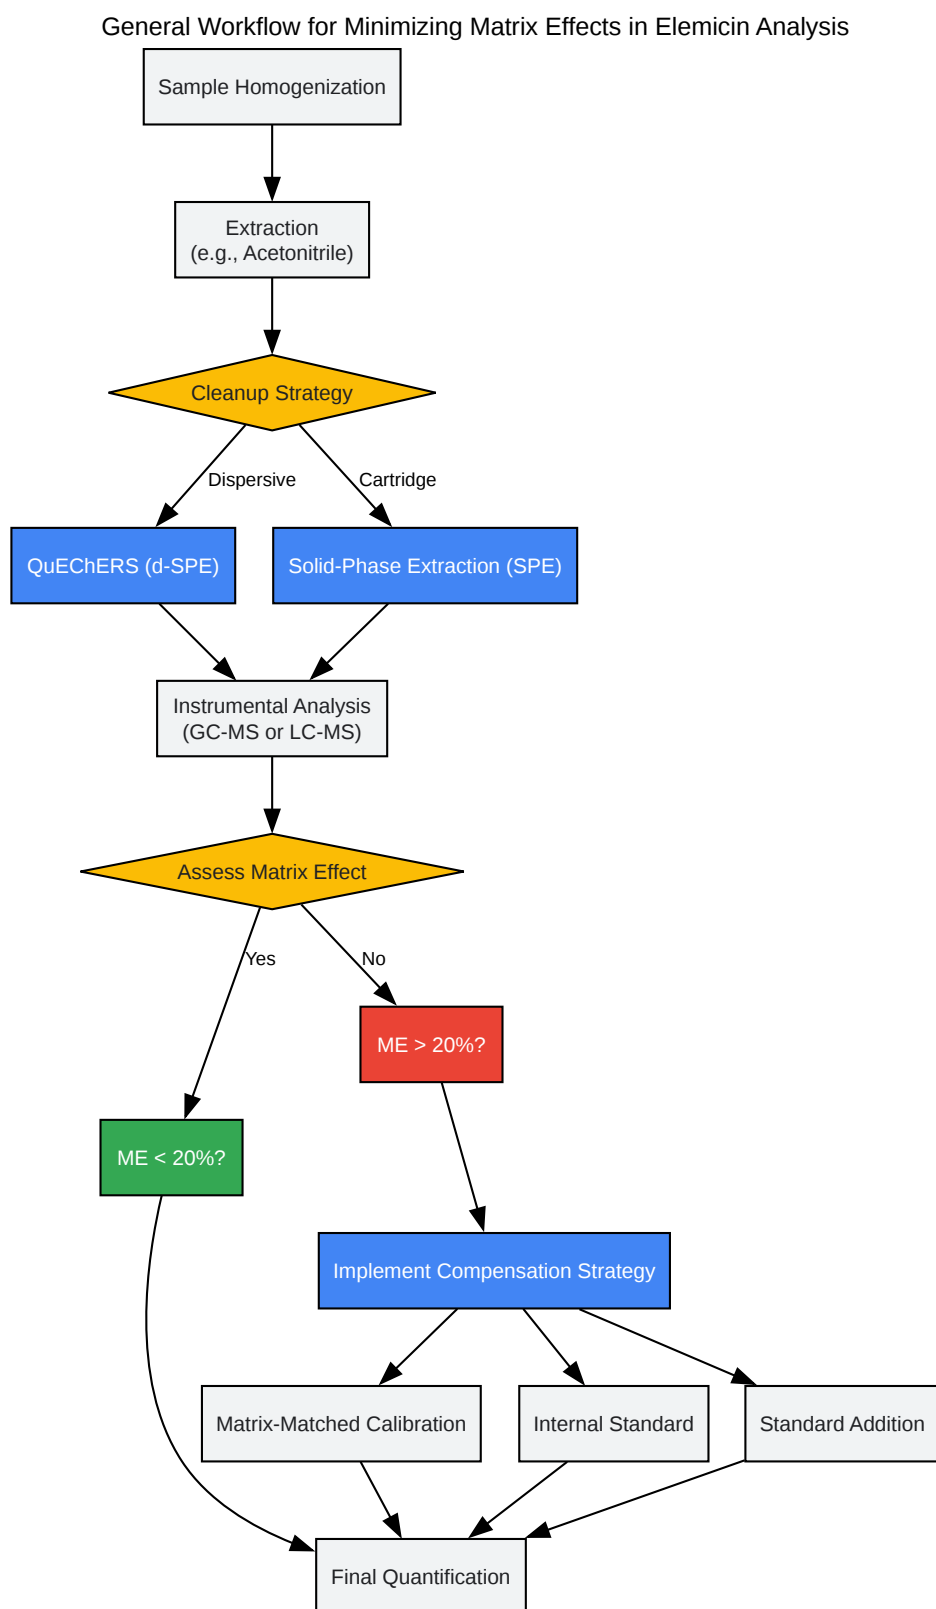 General Workflow for Minimizing Matrix Effects in Elemicin Analysis
Sample Homogenization
Extraction
(e.g., Acetonitrile)
Cleanup Strategy
Dispersive
Cartridge
QuEChERS (d-SPE)
Solid-Phase Extraction (SPE)
Instrumental Analysis
(GC-MS or LC-MS)
Assess Matrix Effect
Yes
No
ME > 20%?
ME < 20%?
Implement Compensation Strategy
Matrix-Matched Calibration
Internal Standard
Standard Addition
Final Quantification